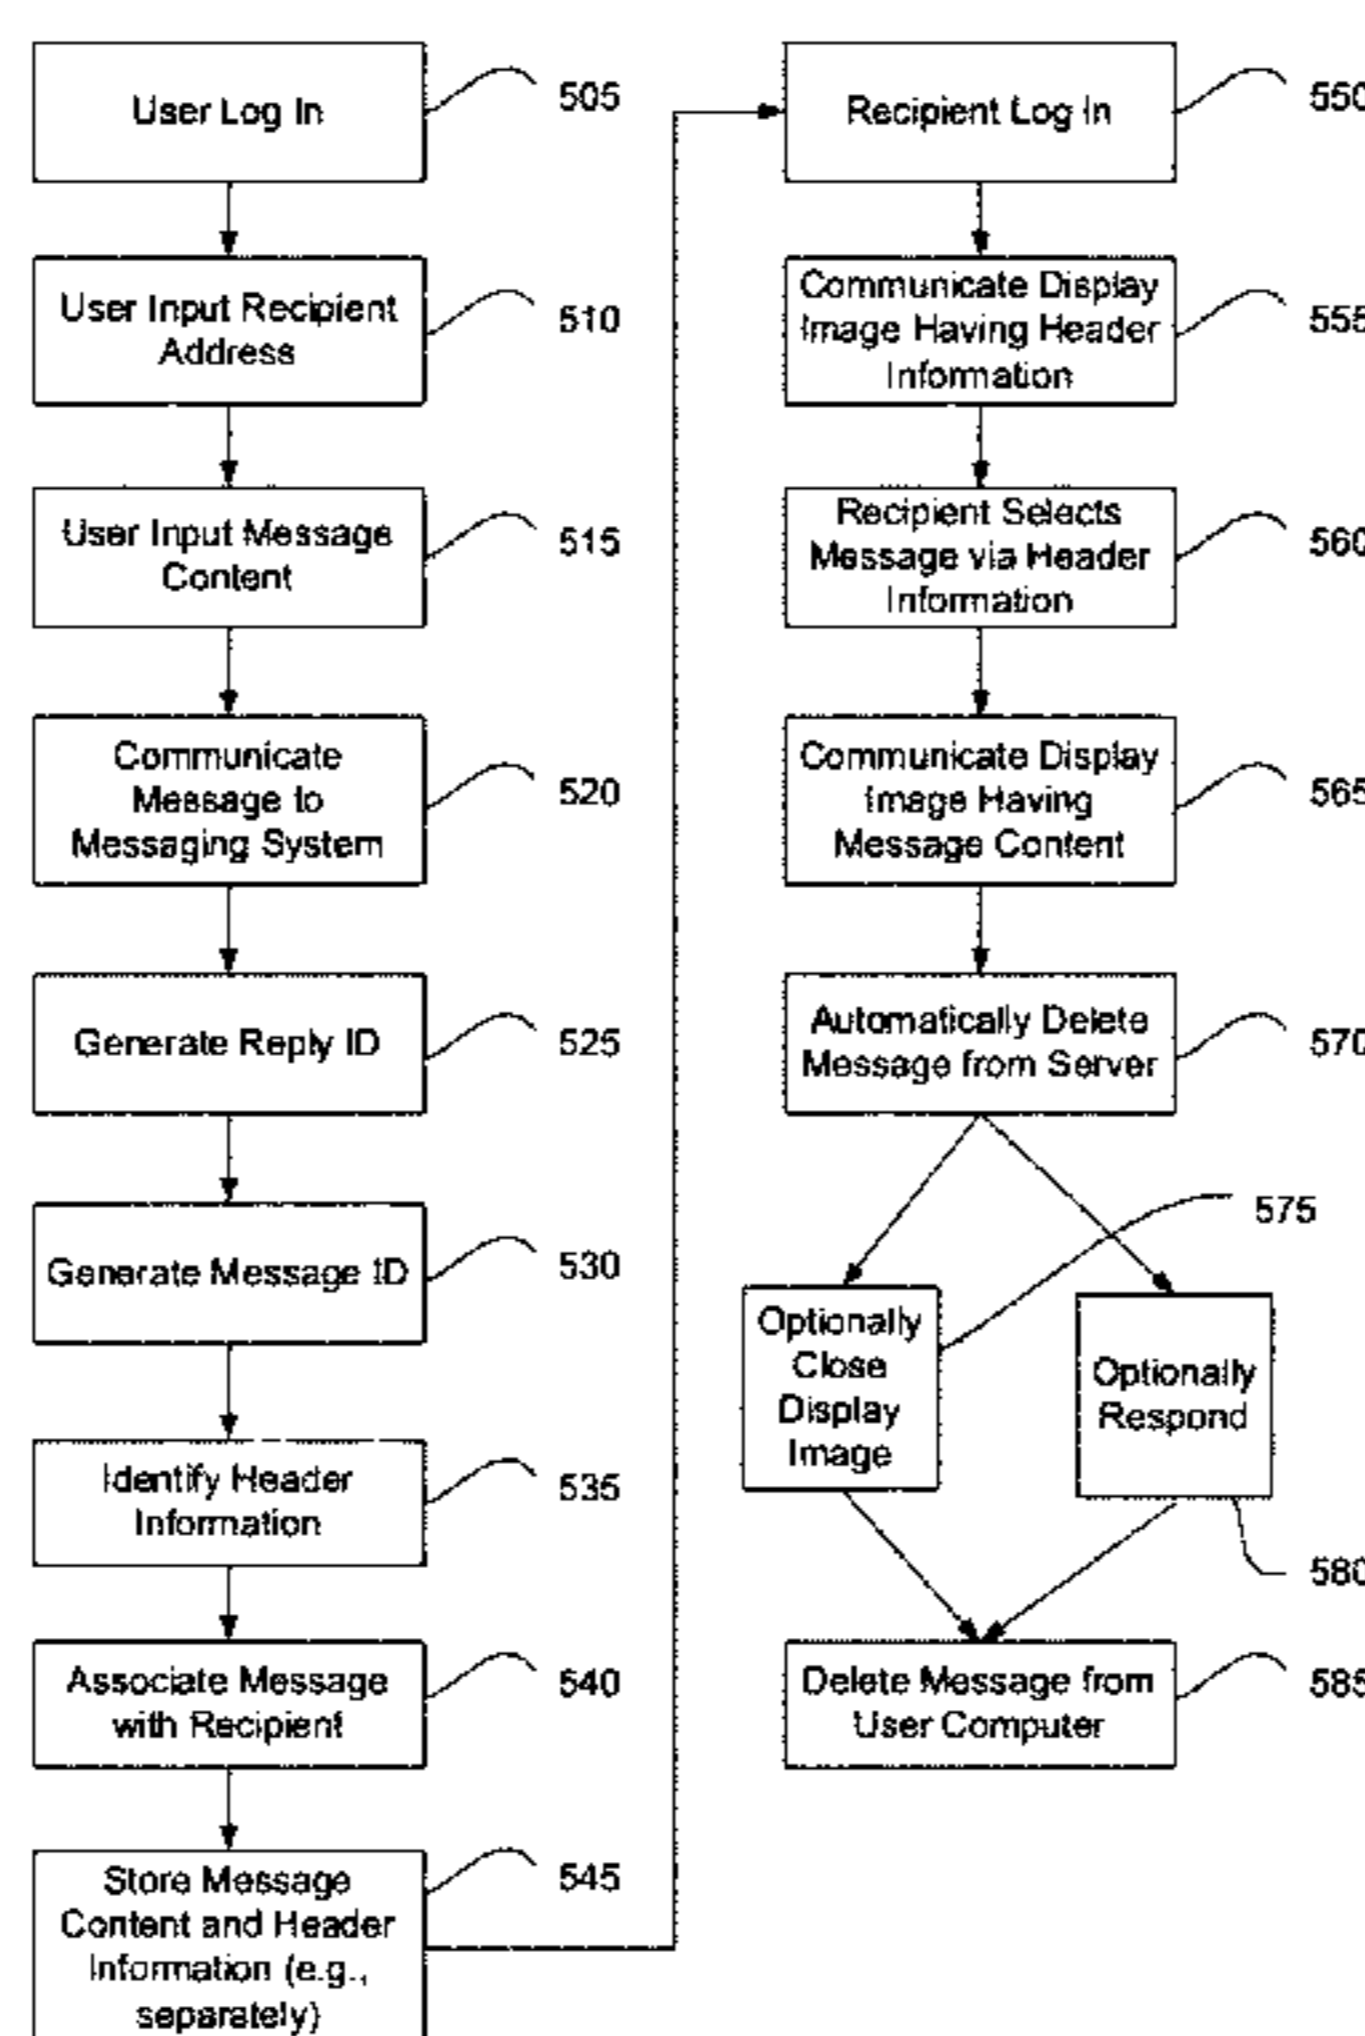 User Log In
505
User Input Recipient
Address
510
User Input Message
Content
515
Communicate
Message to
Messaging System
520
Generate Reply ID
525
Generate Message ID
530
Identify Header
Information
535
Associate Message
with Recipient
540
Store Message
Content and Header
Information (e.g.,
separately)
545
Recipient Log In
550
Communicate Display
Image Having Header
Information
555
Recipient Selects
Message via Header
Information
560
Communicate Display
Image Having
Message Content
565
Automatically Delete
Message from Server
570
Optionally
Close
Display
Image
575
Optionally
Respond
580
Delete Message from
User Computer
585